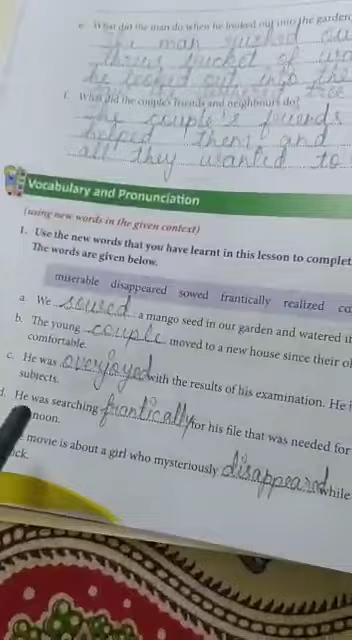 e. What did the man do when he looked out into the garden
The man
bucket of
he looked out into the
tree
f. What did the couple's friends and neighbours do?
The couple's friends
helped them and
all they wanted to
Vocabulary and Pronunciation
(using new words in the given context)
1. Use the new words that you have learnt in this lesson to complet
The words are given below.
miserable disappeared sowed frantically realized co
a. We sowed a mango seed in our garden and watered it
b. The young couple moved to a new house since their ol
comfortable.
c. He was overjoyed with the results of his examination. He i
subjects.
d. He was searching frantically for his file that was needed for
noon.
movie is about a girl who mysteriously disappeared while
ck.